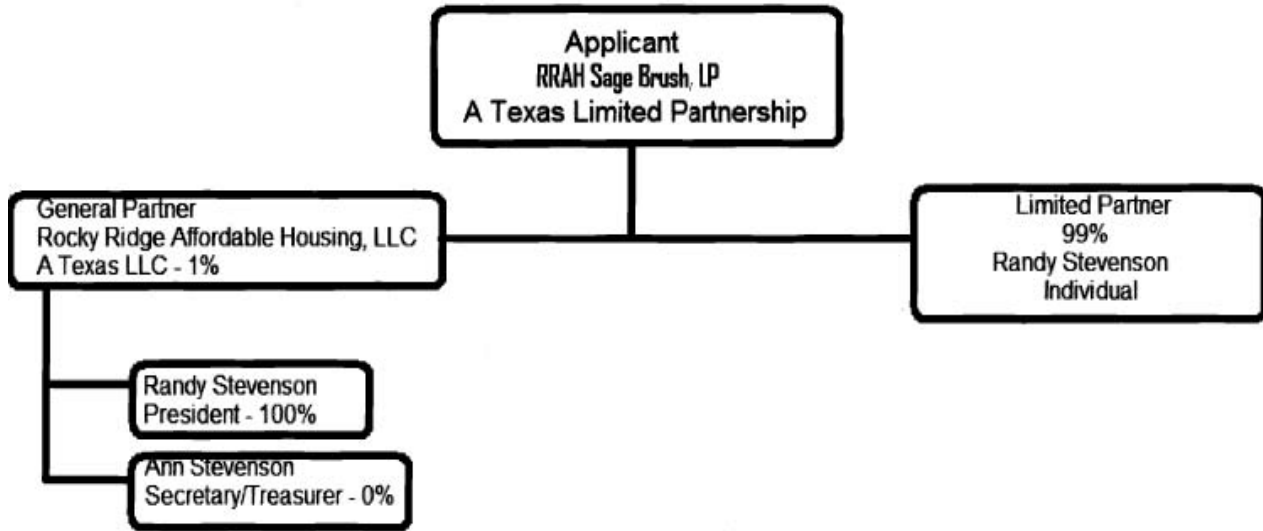 Applicant
RRAH Sage Brush, LP
A Texas Limited Partnership
General Partner
Rocky Ridge Affordable Housing, LLC
A Texas LLC - 1%
Limited Partner
99%
Randy Stevenson
Individual
Randy Stevenson
President - 100%
Ann Stevenson
Secretary/Treasurer - 0%